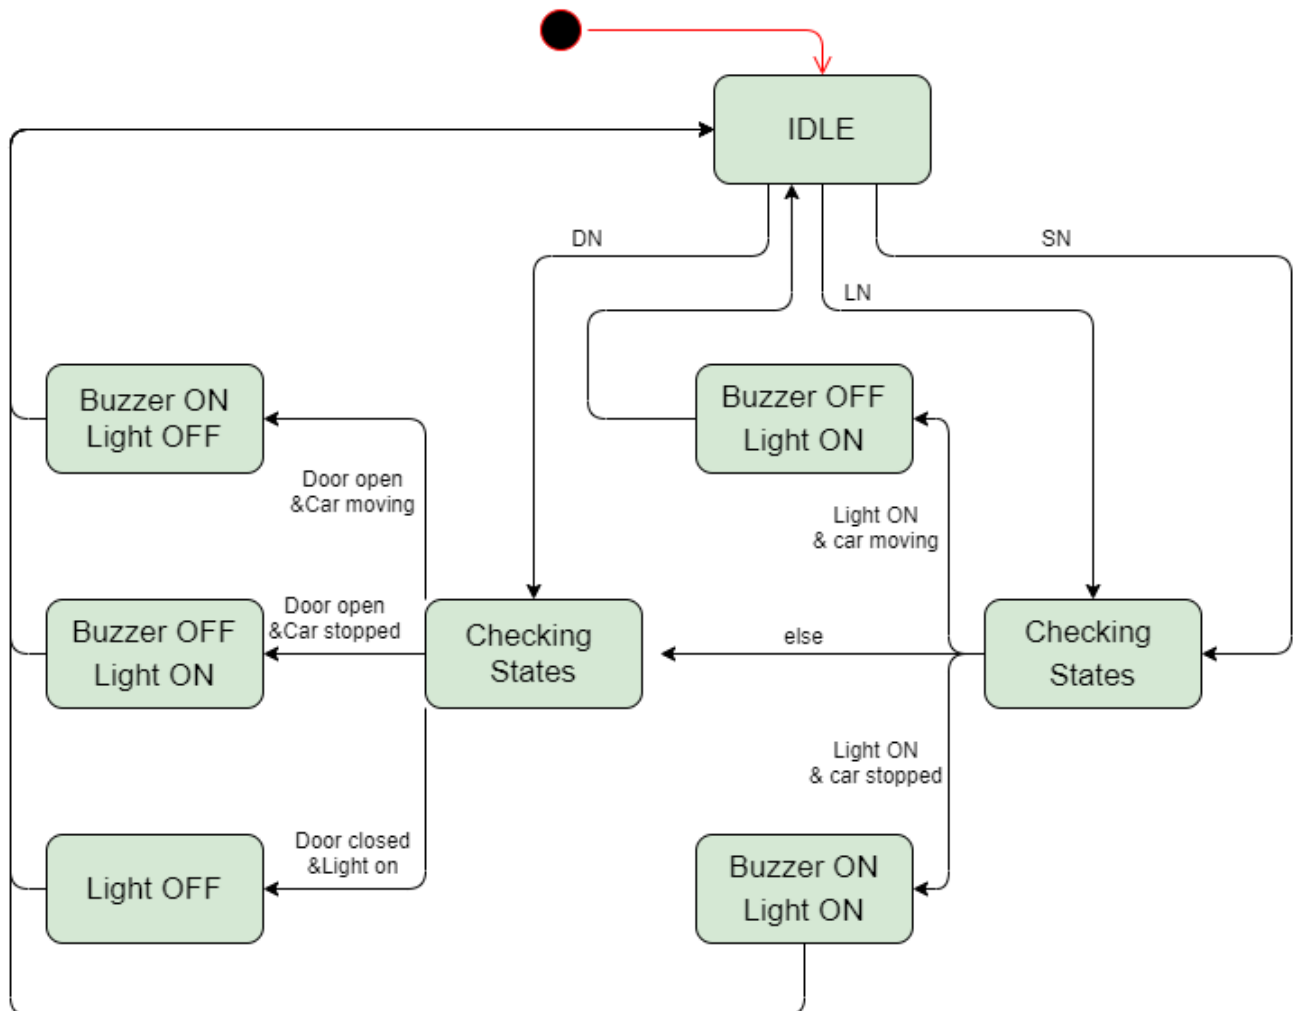 IDLE
DN
SN
LN
Buzzer ON
Light OFF
Buzzer OFF
Light ON
Door open
&Car moving
Light ON
& car moving
Buzzer OFF
Light ON
Door open
&Car stopped
Checking
States
else
Checking
States
Light ON
& car stopped
Light OFF
Door closed
&Light on
Buzzer ON
Light ON